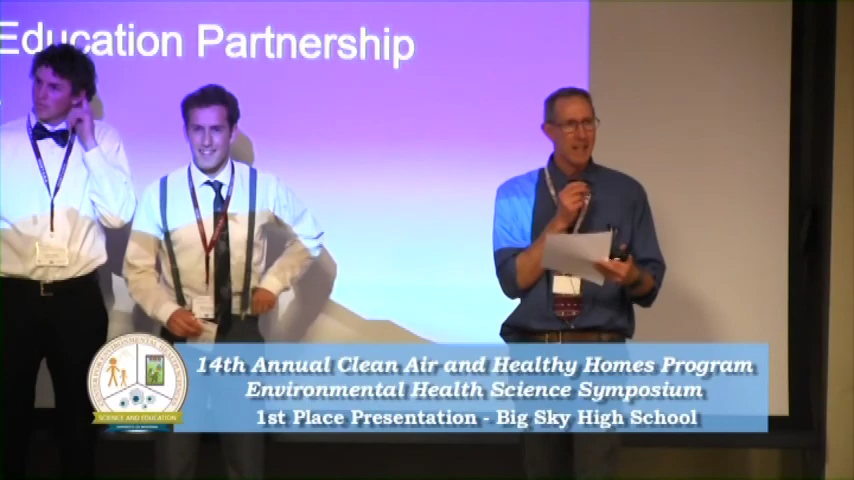 Education Partnership
14th Annual Clean Air and Healthy Homes Program
Environmental Health Science Symposium
1st Place Presentation - Big Sky High School
SCIENCE AND EDUCATION